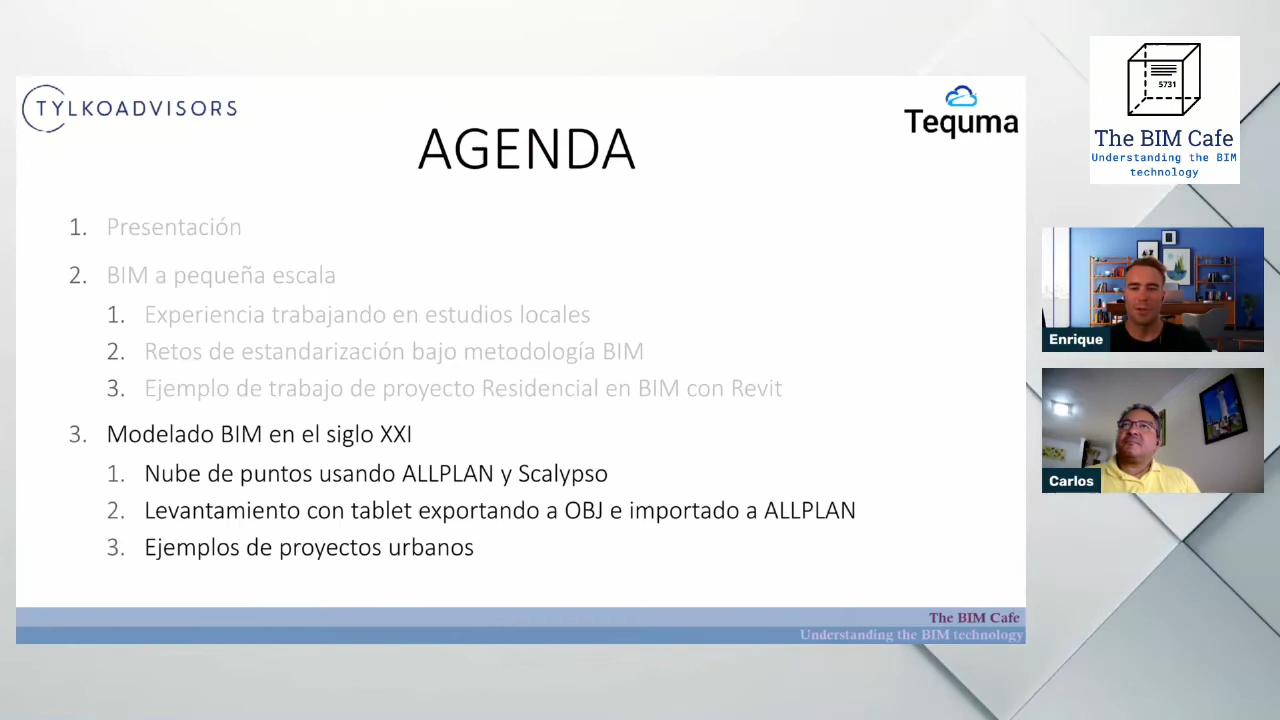 TYLKOADVISORS
Tequma
AGENDA
1. Presentación
2. BIM a pequeña escala
1. Experiencia trabajando en estudios locales
2. Retos de estandarización bajo metodología BIM
3. Ejemplo de trabajo de proyecto Residencial en BIM con Revit
3. Modelado BIM en el siglo XXI
1. Nube de puntos usando ALLPLAN y Scalypso
2. Levantamiento con tablet exportando a OBJ e importado a ALLPLAN
3. Ejemplos de proyectos urbanos
The BIM Cafe
Understanding the BIM technology
5731
The BIM Cafe
Understanding the BIM
technology
Enrique
Carlos